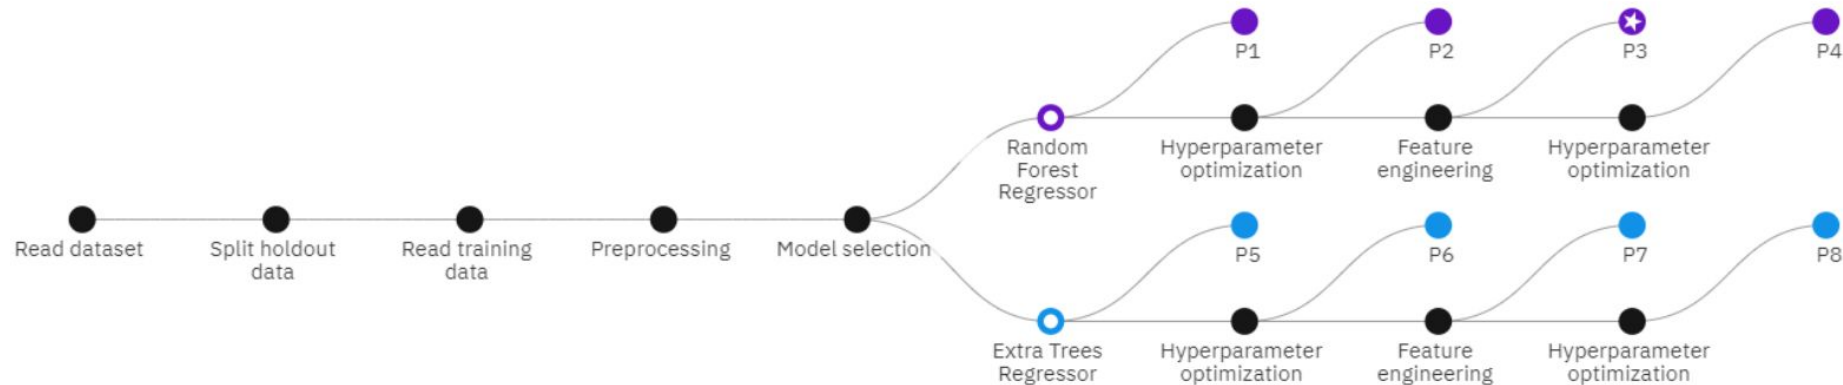 P1
P2
P3
P4
Random
Forest
Regressor
Hyperparameter
optimization
Feature
engineering
Hyperparameter
optimization
Read dataset
Split holdout
data
Read training
data
Preprocessing
Model selection
P5
P6
P7
P8
Extra Trees
Regressor
Hyperparameter
optimization
Feature
engineering
Hyperparameter
optimization